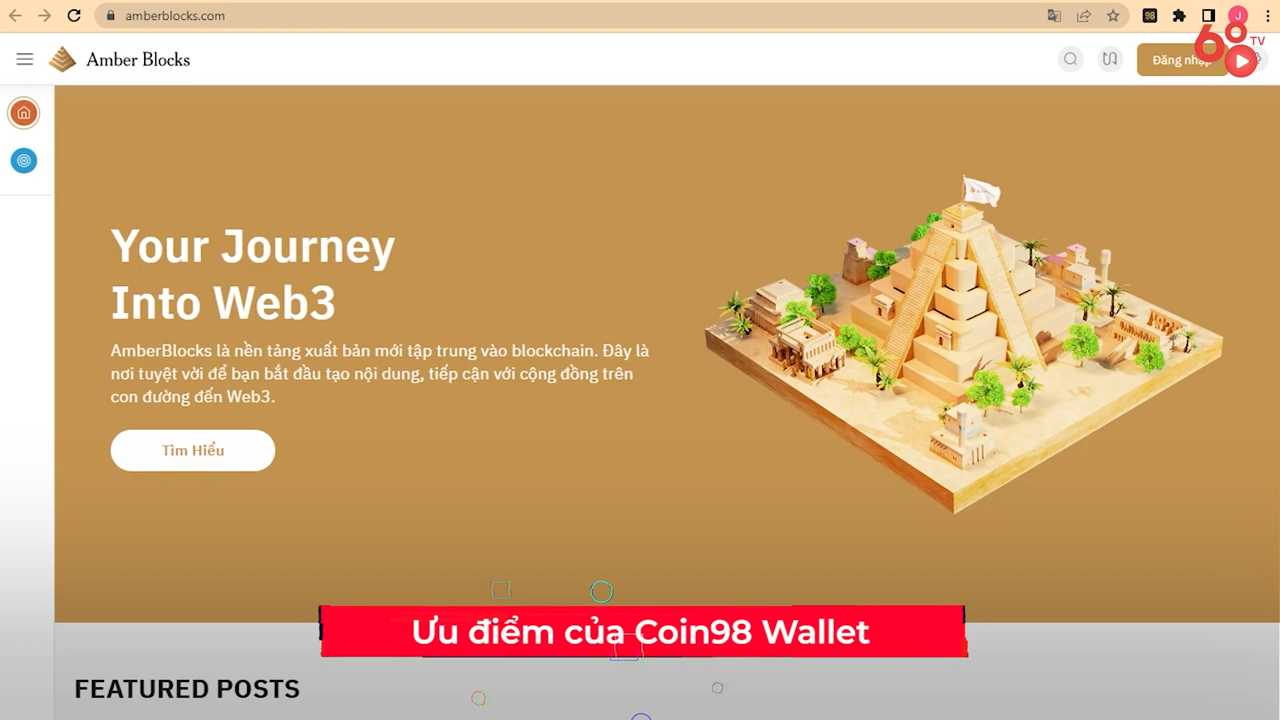 amberblocks.com
98
J
68
TV
Amber Blocks
Đăng nhập
Your Journey
Into Web3
AmberBlocks là nền tảng xuất bản mới tập trung vào blockchain. Đây là
nơi tuyệt vời để bạn bắt đầu tạo nội dung, tiếp cận với cộng đồng trên
con đường đến Web3.
Tìm Hiểu
Ưu điểm của Coin98 Wallet
FEATURED POSTS